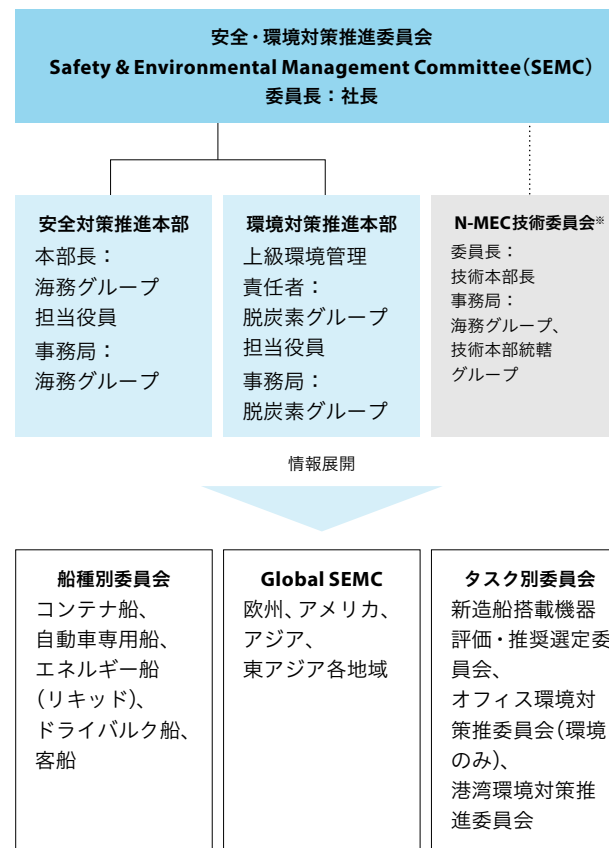 安全・環境対策推進委員会
Safety & Environmental Management Committee（SEMC）
委員長：社長
安全対策推進本部
本部長：
海務グループ
担当役員
事務局：
海務グループ
環境対策推進本部
上級環境管理
責任者：
脱炭素グループ
担当役員
事務局：
脱炭素グループ
N-MEC技術委員会※
委員長：
技術本部長
事務局：
海務グループ、
技術本部統轄
グループ
情報展開
船種別委員会
コンテナ船、
自動車専用船、
エネルギー船
（リキッド）、
ドライバルク船、
客船
Global SEMC
欧州、アメリカ、
アジア、
東アジア各地域
タスク別委員会
新造船搭載機器
評価・推奨選定委
員会、
オフィス環境対
策推委員会（環境
のみ）、
港湾環境対策推
進委員会